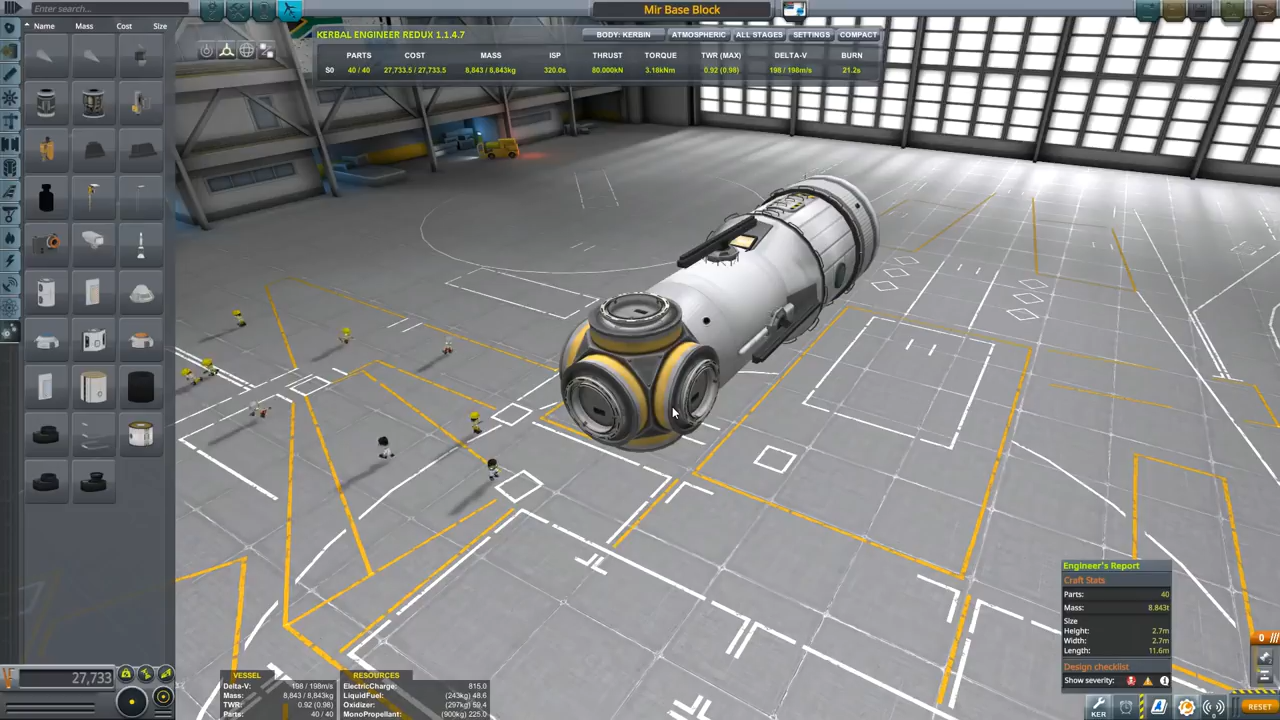 Enter search...
Mir Base Block
Name Mass Cost Size
KERBAL ENGINEER REDUX 1.1.4.7
BODY: KERBIN ATMOSPHERIC ALL STAGES SETTINGS COMPACT
PARTS COST MASS ISP THRUST TORQUE TWR (MAX) DELTA-V BURN
S0 40 / 40 27,733.5 / 27,733.5 8,843 / 8,843kg 320.0s 80.000kN 3.18kNm 0.92 (0.98) 198 / 198m/s 21.2s
Engineer's Report
Craft Stats
Parts: 40
Mass: 8.843t
Size
Height: 2.7m
Width: 2.7m
Length: 11.6m
Design checklist
Show severity:
0
27,733
VESSEL
Delta-V: 198 / 198m/s
Mass: 8,843 / 8,843kg
TWR: 0.92 (0.98)
Parts: 40 / 40
RESOURCES
ElectricCharge: 815.0
LiquidFuel: (243kg) 48.6
Oxidizer: (297kg) 59.4
MonoPropellant: (900kg) 225.0
KER
RESET